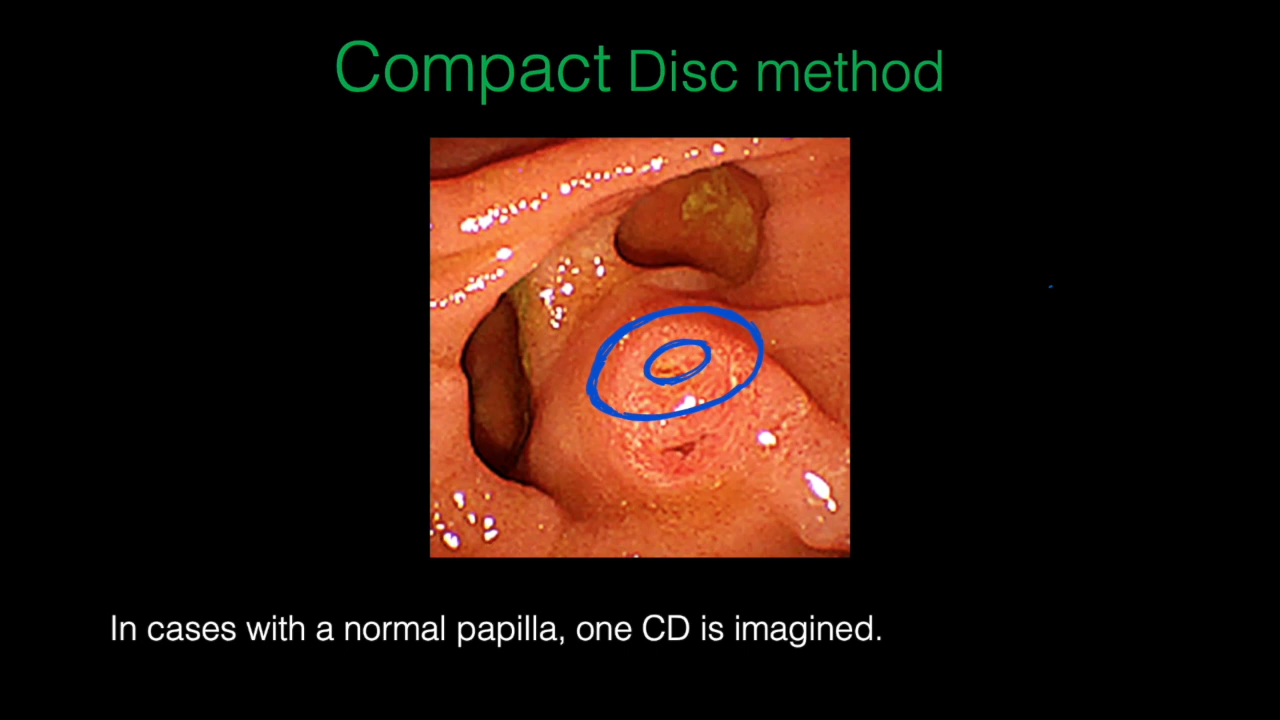 Compact Disc method
In cases with a normal papilla, one CD is imagined.